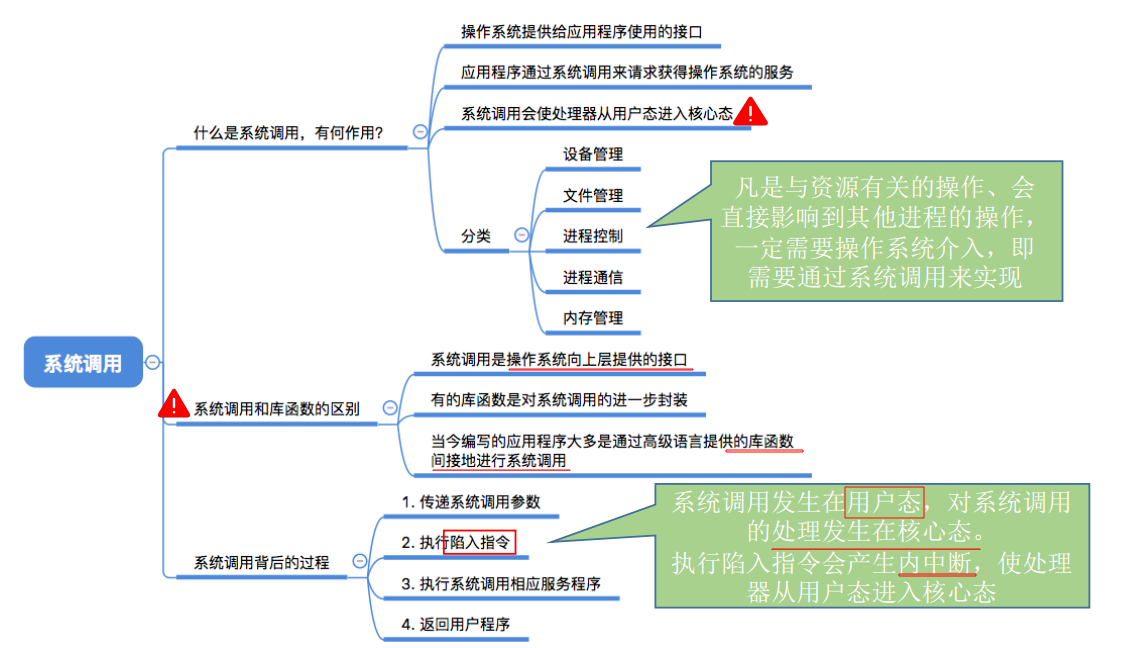 操作系统提供给应用程序使用的接口
应用程序通过系统调用来请求获得操作系统的服务
系统调用会使处理器从用户态进入核心态
什么是系统调用，有何作用？
设备管理
文件管理
分类
进程控制
进程通信
内存管理
凡是与资源有关的操作、会
直接影响到其他进程的操作，
一定需要操作系统介入，即
需要通过系统调用来实现
系统调用
系统调用是操作系统向上层提供的接口
系统调用和库函数的区别
有的库函数是对系统调用的进一步封装
当今编写的应用程序大多是通过高级语言提供的库函数
间接地进行系统调用
1. 传递系统调用参数
2. 执行陷入指令
系统调用背后的过程
3. 执行系统调用相应服务程序
4. 返回用户程序
系统调用发生在用户态，对系统调用
的处理发生在核心态。
执行陷入指令会产生内中断，使处理
器从用户态进入核心态